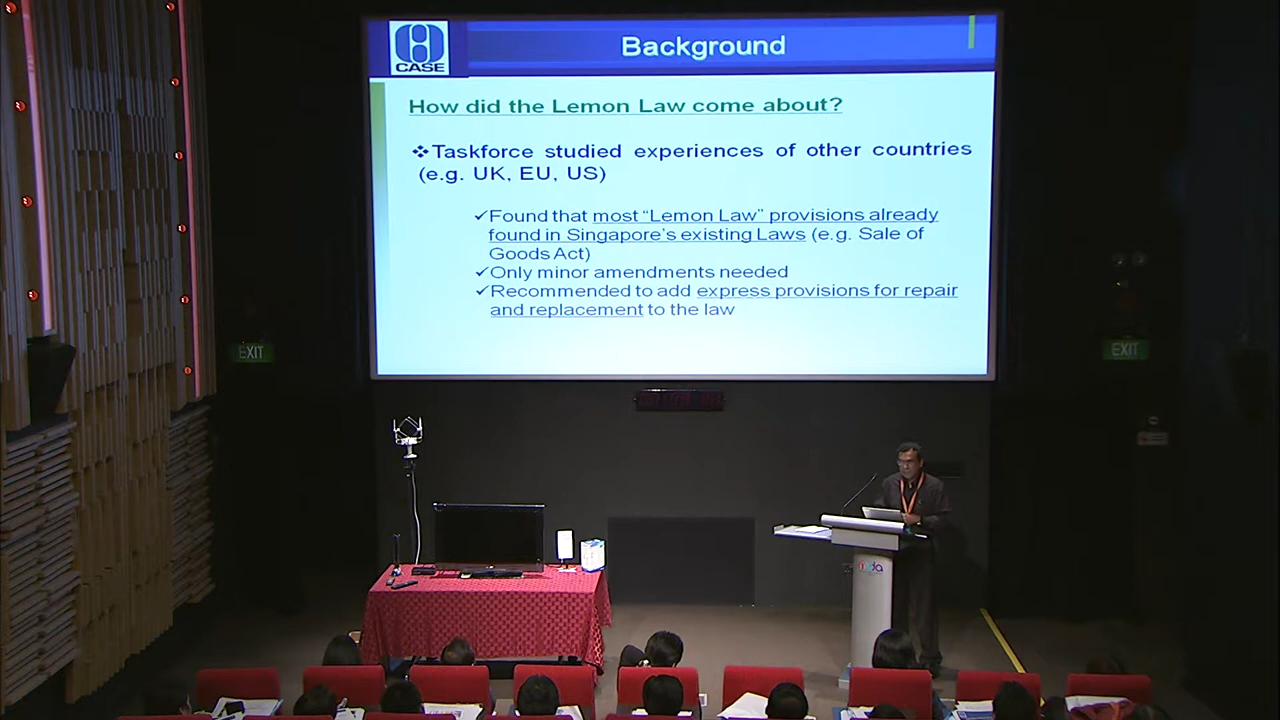 CASE
Background
How did the Lemon Law come about?
❖Taskforce studied experiences of other countries
(e.g. UK, EU, US)
✓Found that most “Lemon Law” provisions already
found in Singapore’s existing Laws (e.g. Sale of
Goods Act)
✓Only minor amendments needed
✓Recommended to add express provisions for repair
and replacement to the law
EXIT
EXIT